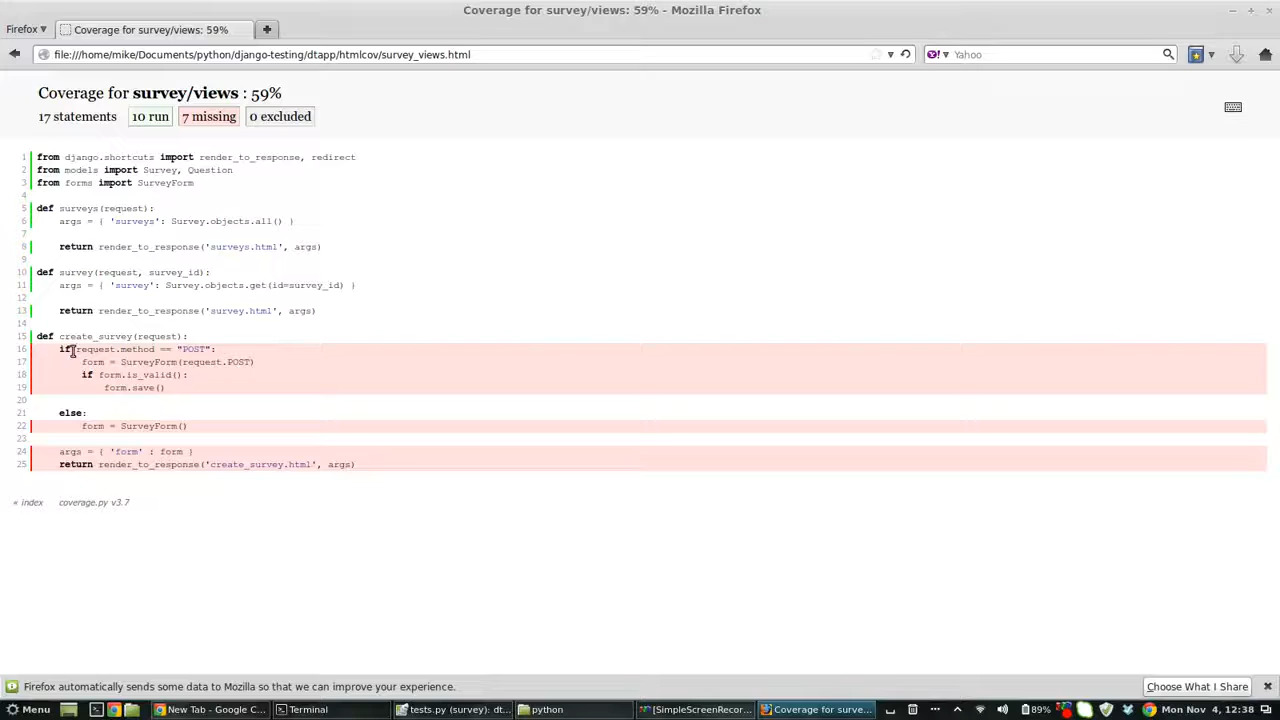 Coverage for survey/views: 59% - Mozilla Firefox
Firefox
Coverage for survey/views: 59%
file:///home/mike/Documents/python/django-testing/dtapp/htmlcov/survey_views.html
Yahoo
Coverage for survey/views : 59%
17 statements 10 run 7 missing 0 excluded
1 from django.shortcuts import render_to_response, redirect
2 from models import Survey, Question
3 from forms import SurveyForm
4
5 def surveys(request):
6 args = { 'surveys': Survey.objects.all() }
7
8 return render_to_response('surveys.html', args)
9
10 def survey(request, survey_id):
11 args = { 'survey': Survey.objects.get(id=survey_id) }
12
13 return render_to_response('survey.html', args)
14
15 def create_survey(request):
16 if request.method == "POST":
17 form = SurveyForm(request.POST)
18 if form.is_valid():
19 form.save()
20
21 else:
22 form = SurveyForm()
23
24 args = { 'form' : form }
25 return render_to_response('create_survey.html', args)
« index coverage.py v3.7
Firefox automatically sends some data to Mozilla so that we can improve your experience.
Choose What I Share
Menu New Tab - Google C... Terminal tests.py (survey): dt... python [SimpleScreenRecor... Coverage for surve... 89% Mon Nov 4, 12:38